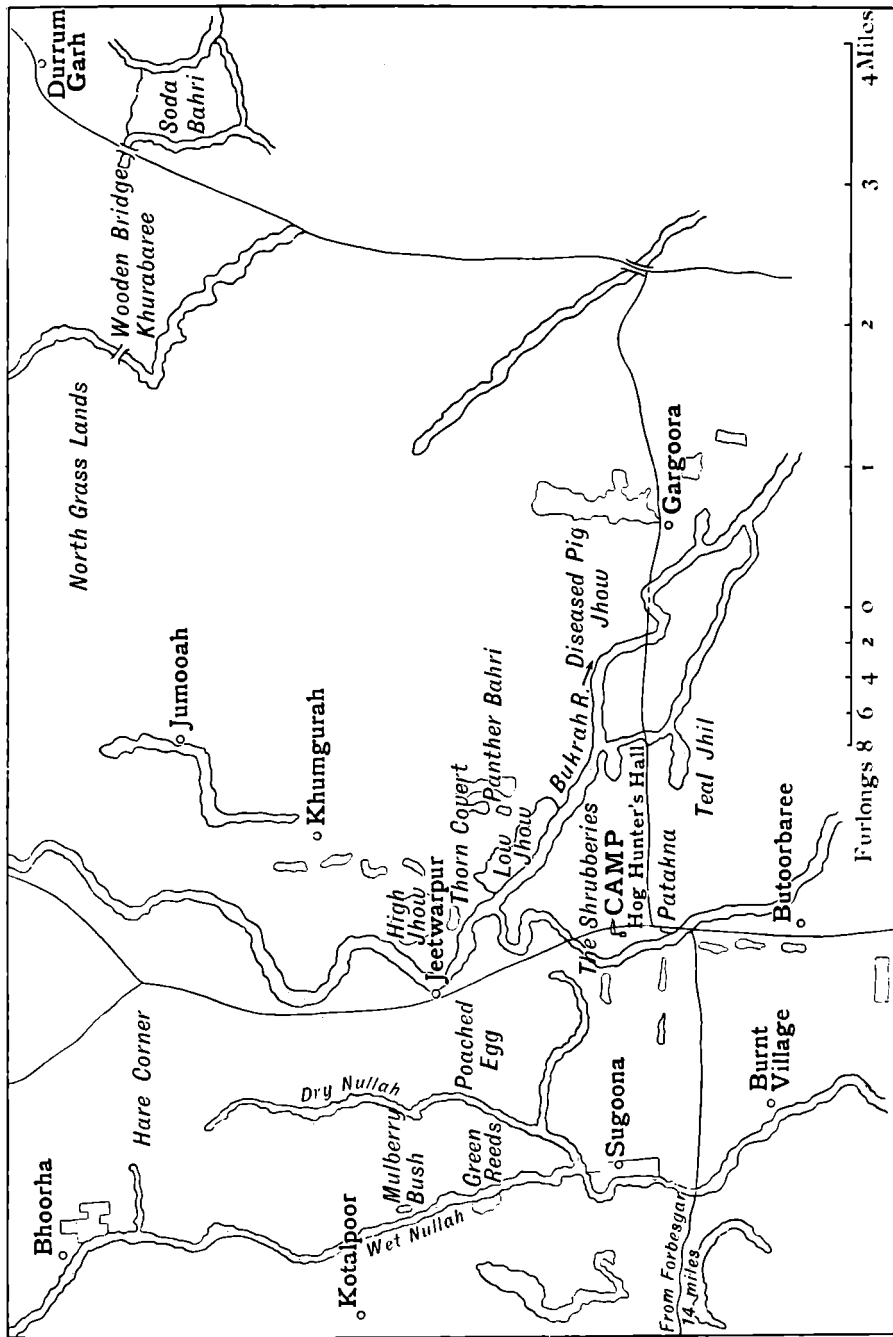 Durrum
Garh
Bhoorha
North Grass Lands
Soda
Bahri
Wooden Bridge
Khurabaree
Hare Corner
Jumooah
Khumgurah
Dry Nullah
Kotalpoor
Mulberry
Bush
High
Jhow
Jeetwarpur
Wet Nullah
Green
Reeds
Poached
Egg
Thorn Covert
Low
Jhow
Panther Bahri
Bukrah R.
Diseased Pig
Jhow
The Shrubberies
CAMP
Hog Hunter's Hall
Sugoona
Patakna
Gargoora
From Forbesgan
14 miles
Teal Jhil
Burnt
Village
Butoorbaree
Furlongs 8 6 4 2 0 1 2 3 4 Miles